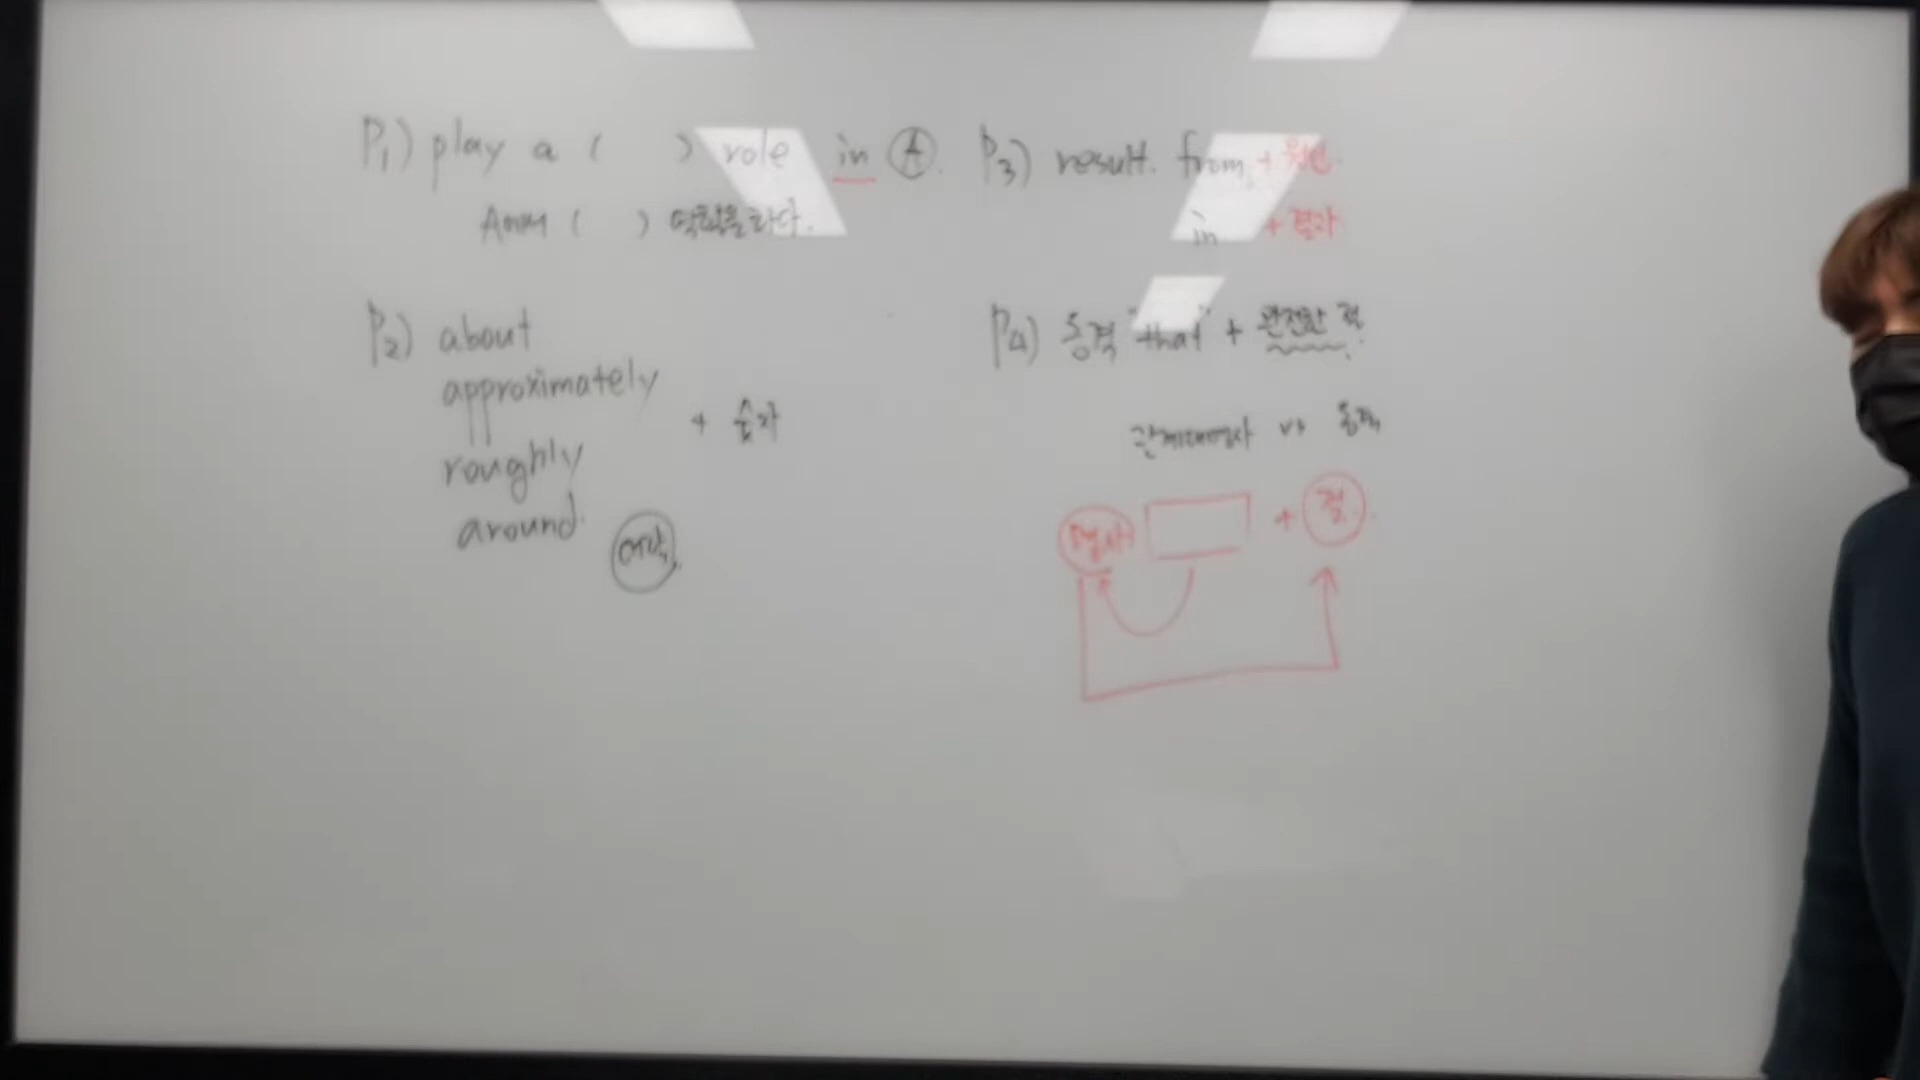 P1) play a (    ) role in Ⓐ.
A에서 (    ) 역할을 하다.
P2) about
approximately
roughly
around
+ 숫자
대략
P3) result. from + 원인
in + 결과
P4) 동격 "that" + 완전한 절.
관계대명사 vs 동격
명사 + 절